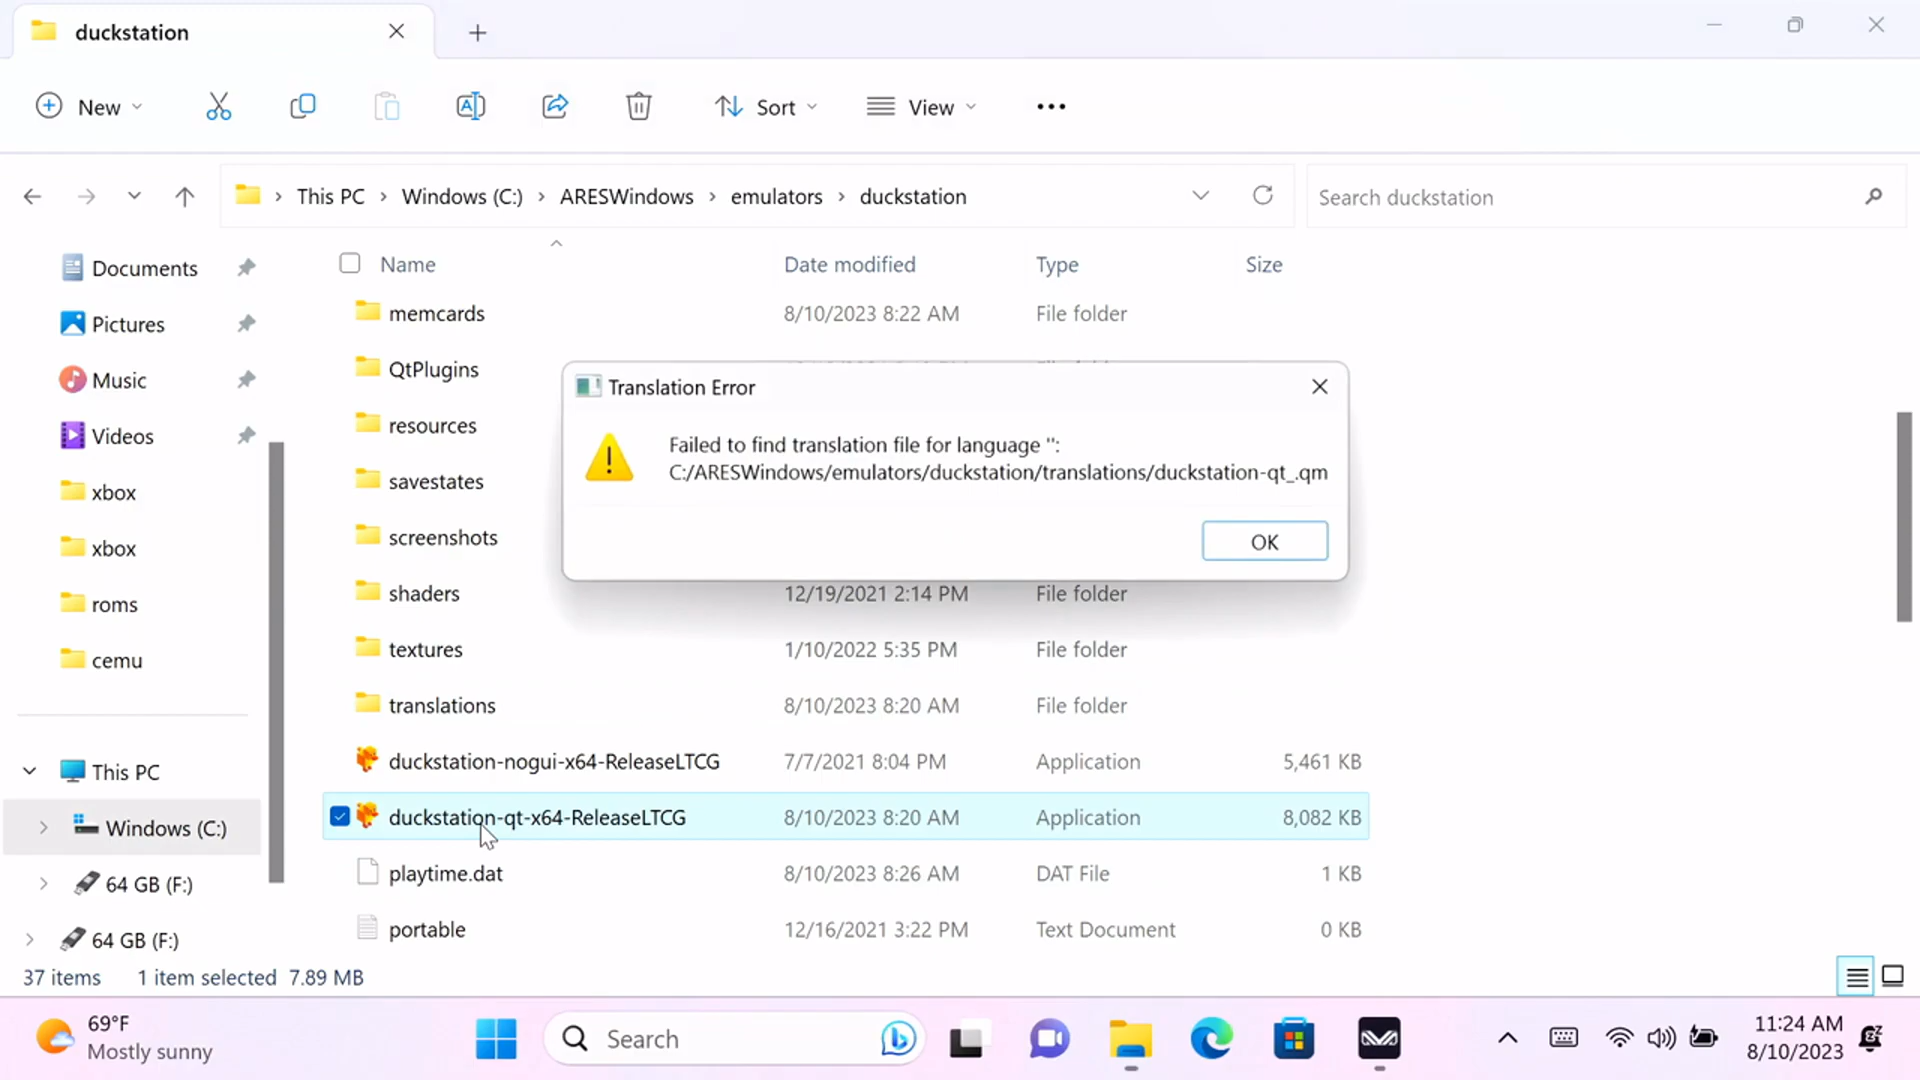 duckstation
New
Sort
View
This PC
Windows (C:)
ARESWindows
emulators
duckstation
Search duckstation
Documents
Pictures
Music
Videos
xbox
xbox
roms
cemu
This PC
Windows (C:)
64 GB (F:)
64 GB (F:)
Name Date modified Type Size
memcards 8/10/2023 8:22 AM File folder
QtPlugins
resources
savestates
screenshots
shaders 12/19/2021 2:14 PM File folder
textures 1/10/2022 5:35 PM File folder
translations 8/10/2023 8:20 AM File folder
duckstation-nogui-x64-ReleaseLTCG 7/7/2021 8:04 PM Application 5,461 KB
duckstation-qt-x64-ReleaseLTCG 8/10/2023 8:20 AM Application 8,082 KB
playtime.dat 8/10/2023 8:26 AM DAT File 1 KB
portable 12/16/2021 3:22 PM Text Document 0 KB
Translation Error
Failed to find translation file for language '':
C:/ARESWindows/emulators/duckstation/translations/duckstation-qt_.qm
OK
37 items 1 item selected 7.89 MB
69°F
Mostly sunny
Search
11:24 AM
8/10/2023